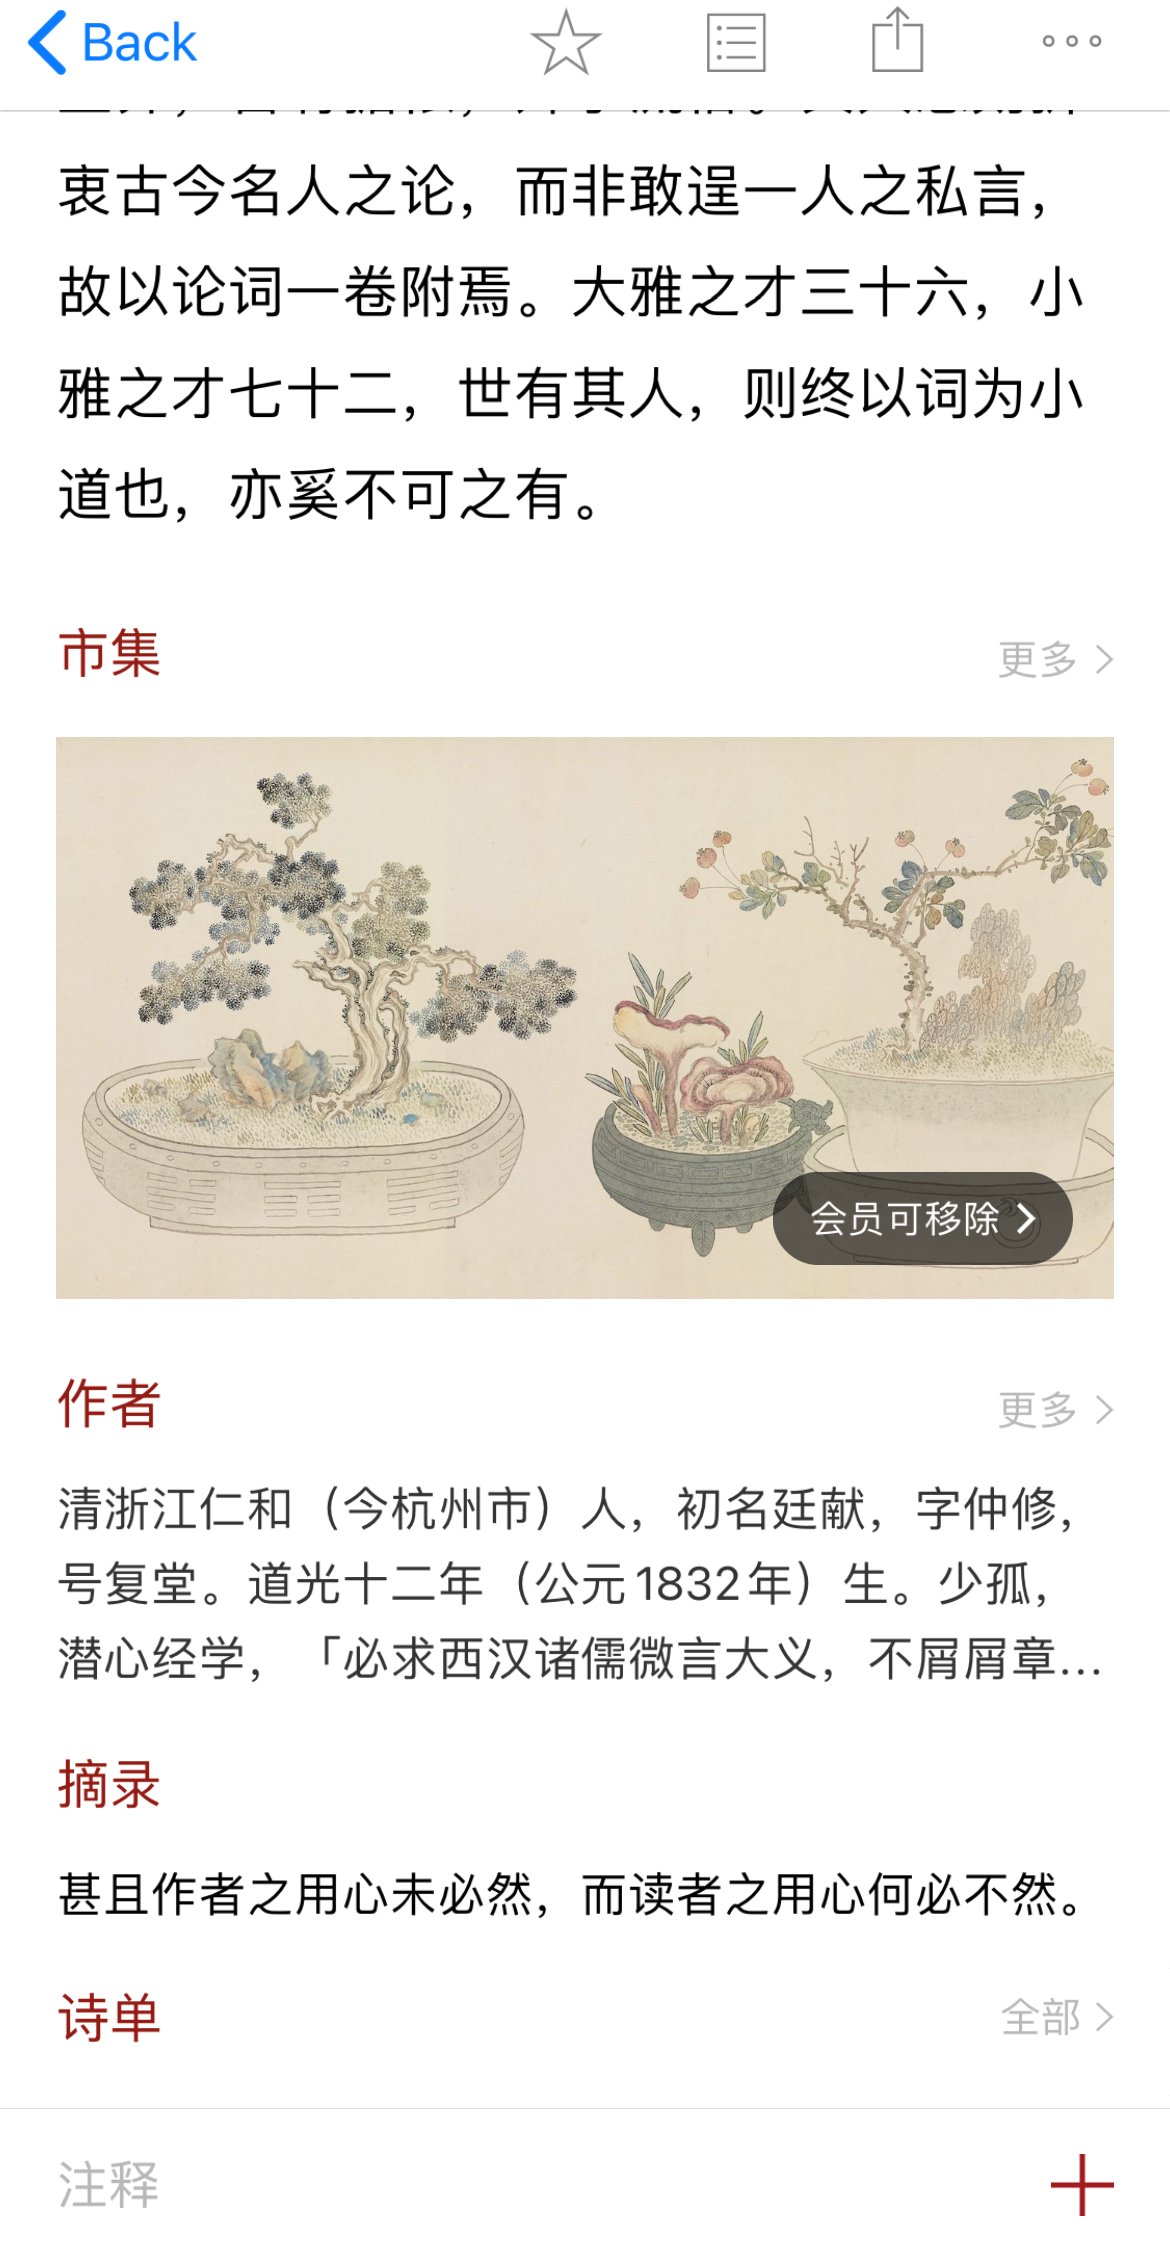 Back
衷古今名人之论，而非敢逞一人之私言，
故以论词一卷附焉。大雅之才三十六，小
雅之才七十二，世有其人，则终以词为小
道也，亦奚不可之有。
市集
更多
会员可移除
作者
更多
清浙江仁和（今杭州市）人，初名廷献，字仲修，
号复堂。道光十二年（公元1832年）生。少孤，
潜心经学，「必求西汉诸儒微言大义，不屑屑章...
摘录
甚且作者之用心未必然，而读者之用心何必不然。
诗单
全部
注释